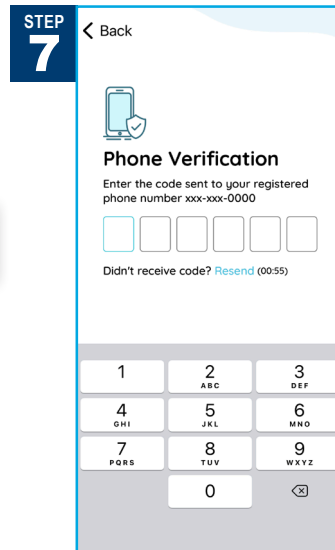 STEP
7
Back
Phone Verification
Enter the code sent to your registered
phone number xxx-xxx-0000
Didn't receive code? Resend (00:55)
1 2 3
ABC DEF
4 5 6
GHI JKL MNO
7 8 9
PQRS TUV WXYZ
0